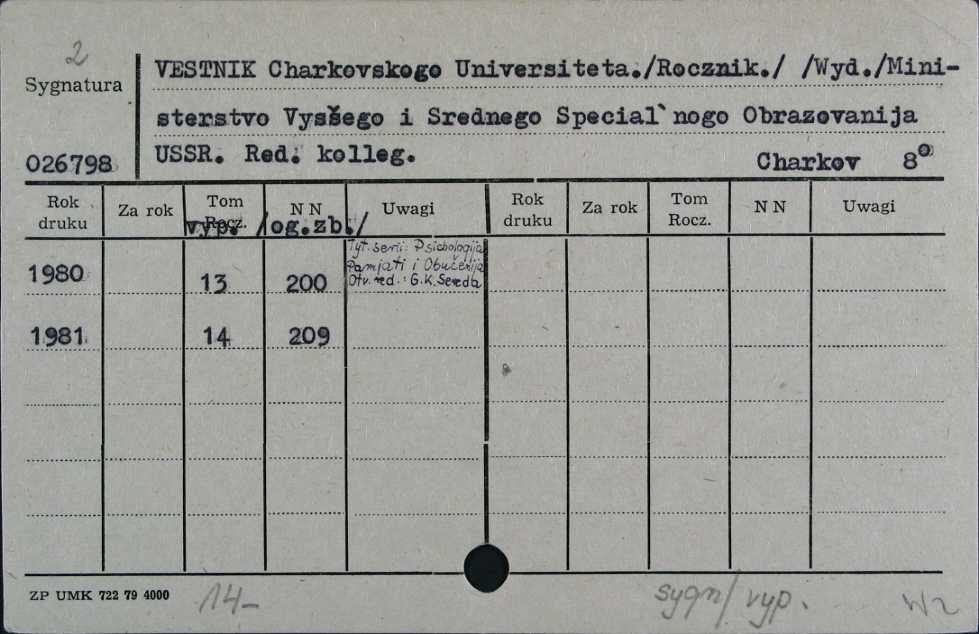 2
Sygnatura
026798
VESTNIK Charkovskogo Universiteta./Rocznik./ /Wyd./Mini-
sterstvo Vysšego i Srednego Special`nogo Obrazovanija
USSR. Red. kolleg.
Charkov 8°
Rok druku Za rok Tom Rocz. N N Uwagi Rok druku Za rok Tom Rocz. N N Uwagi
vyp. /og.zb./
1980 13 200 Tyt. serii: Psichologija
Pamjati i Obučenija
Otv. red.: G.K. Sereda
1981 14 209
ZP UMK 722 79 4000
14-
sygn/ vyp.
W2